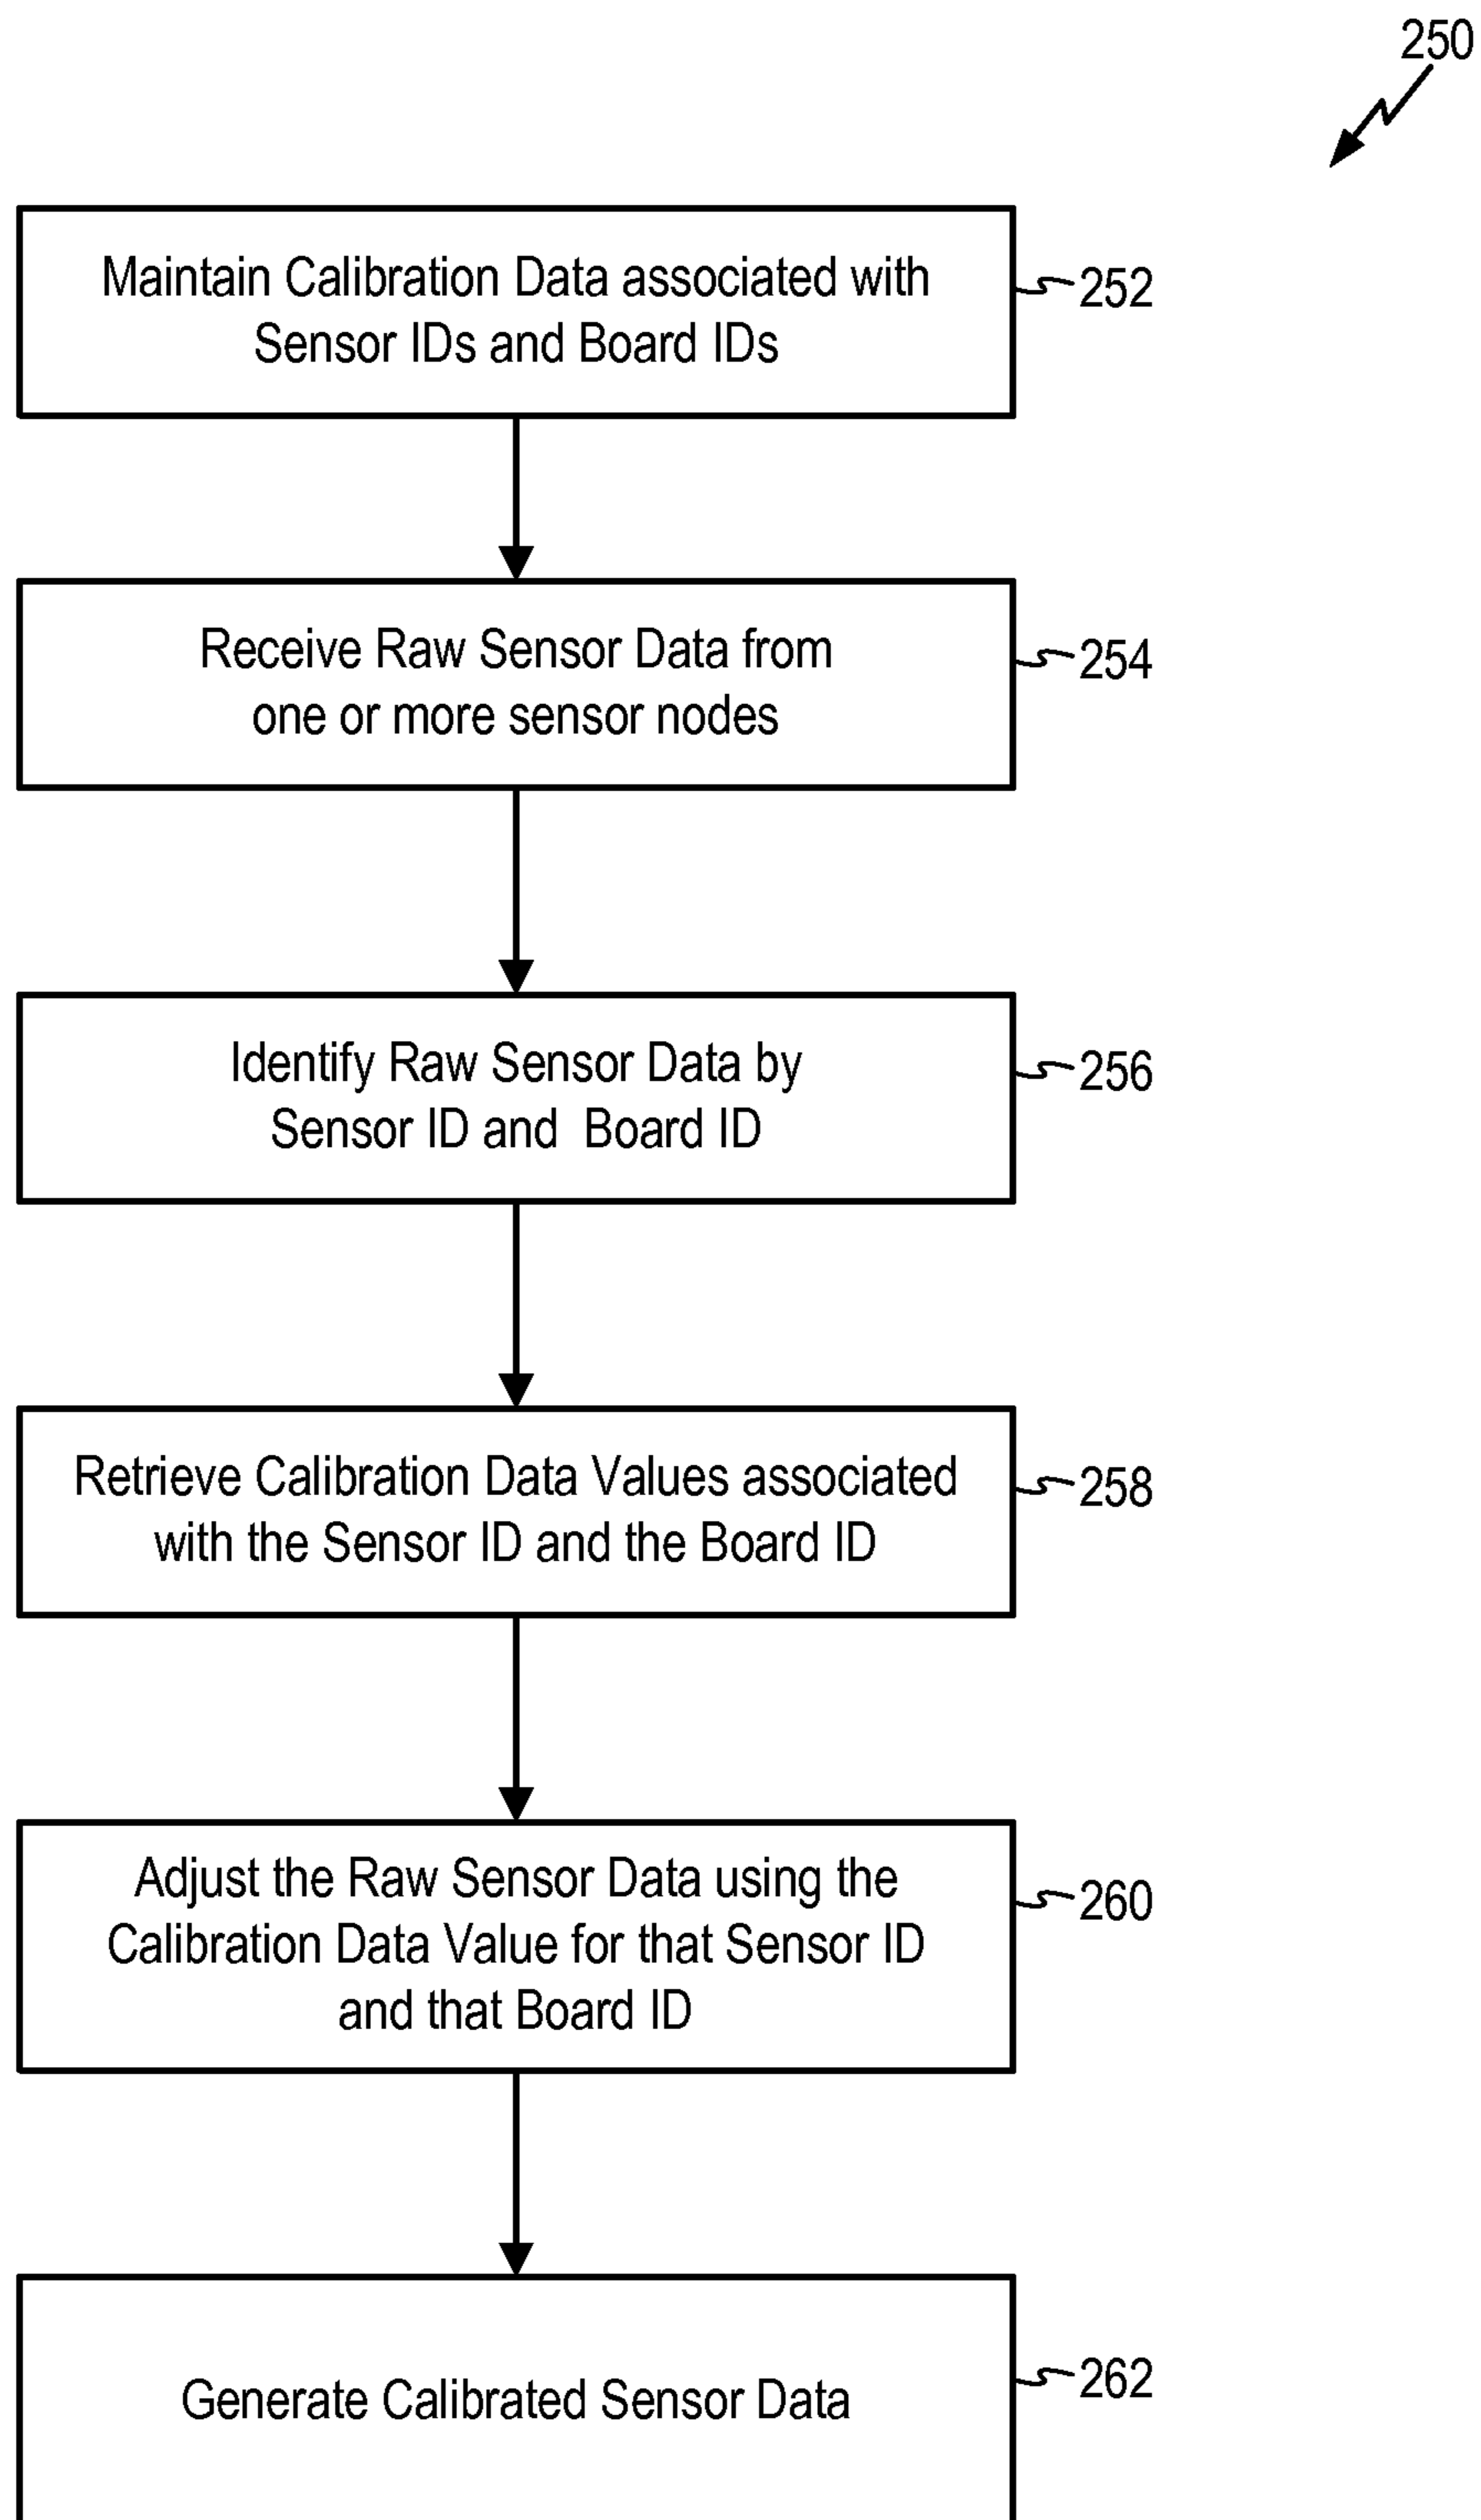 250
Maintain Calibration Data associated with
Sensor IDs and Board IDs
252
Receive Raw Sensor Data from
one or more sensor nodes
254
Identify Raw Sensor Data by
Sensor ID and Board ID
256
Retrieve Calibration Data Values associated
with the Sensor ID and the Board ID
258
Adjust the Raw Sensor Data using the
Calibration Data Value for that Sensor ID
and that Board ID
260
Generate Calibrated Sensor Data
262